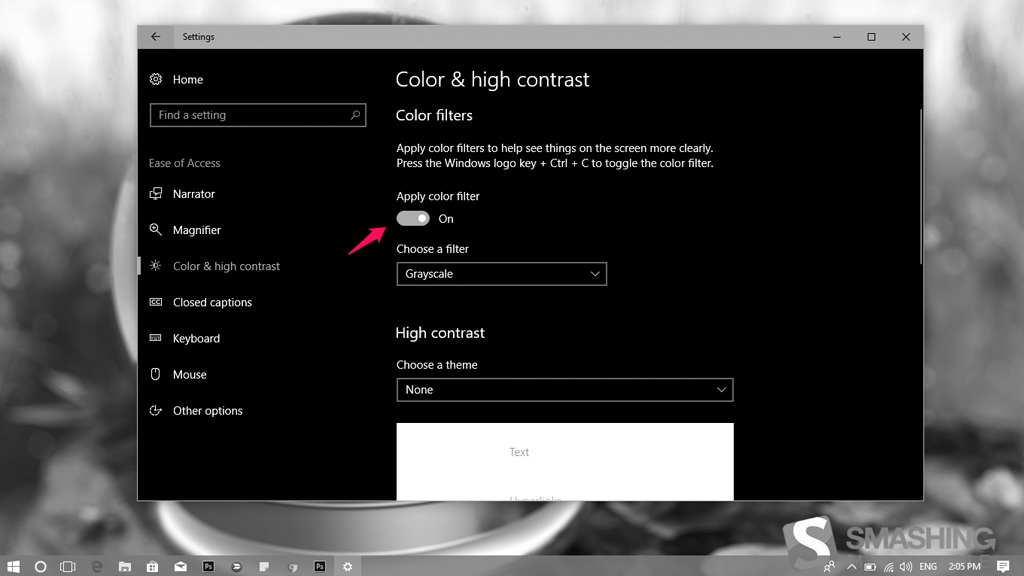 Settings
Home
Find a setting
Ease of Access
Narrator
Magnifier
Color & high contrast
Closed captions
Keyboard
Mouse
Other options
Color & high contrast
Color filters
Apply color filters to help see things on the screen more clearly.
Press the Windows logo key + Ctrl + C to toggle the color filter.
Apply color filter
On
Choose a filter
Grayscale
High contrast
Choose a theme
None
Text
Hyperlinks
SMASHING
Ps
Ps
ENG
2:05 PM